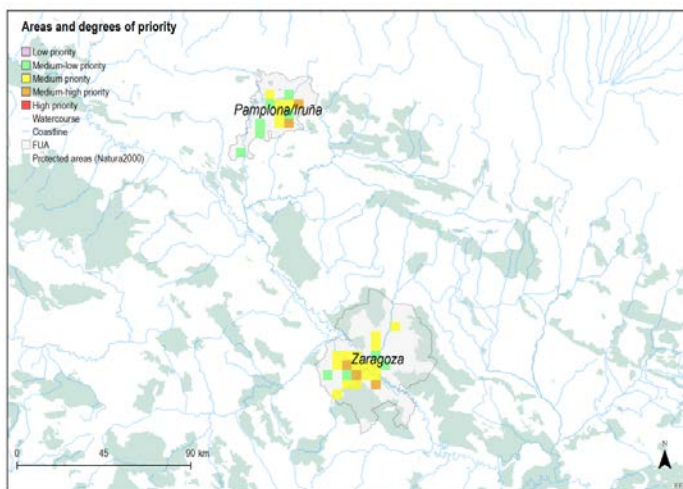 Areas and degrees of priority
Low priority
Medium-low priority
Medium priority
Medium-high priority
High priority
Watercourse
Coastline
FUA
Protected areas (Natura2000)
Pamplona/Iruña
Zaragoza
0 45 90 km
N